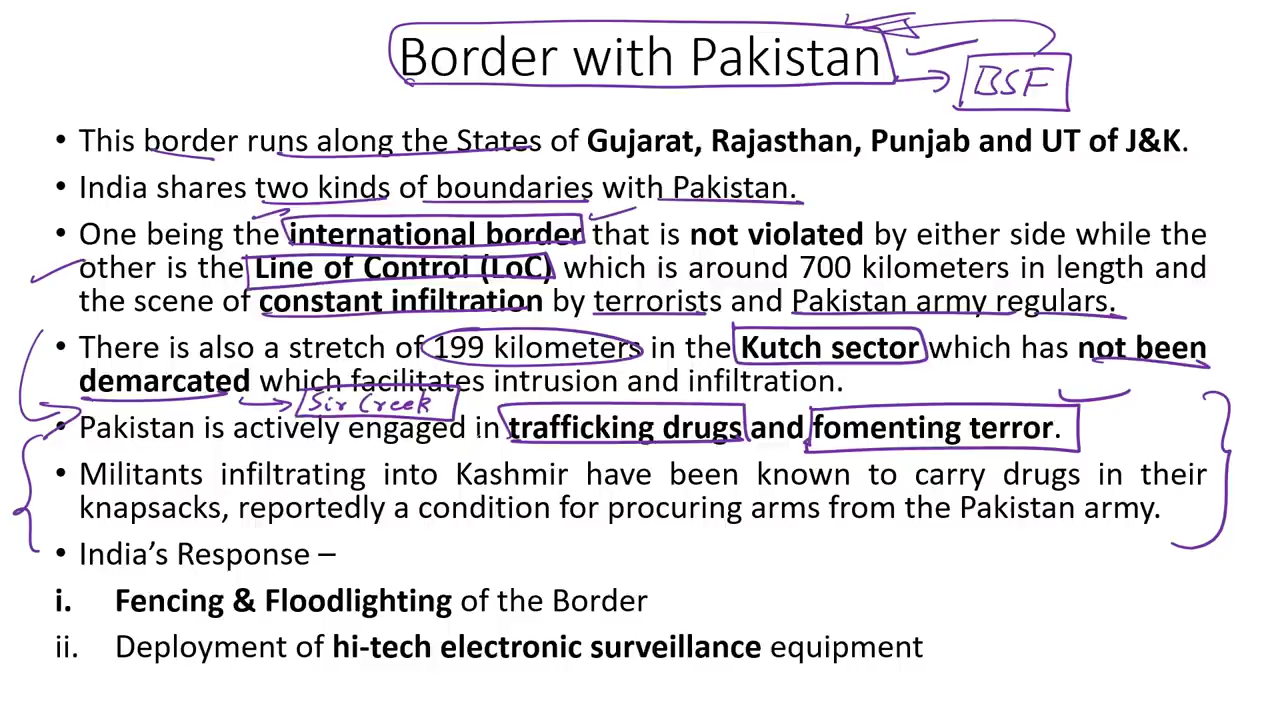 Border with Pakistan
BSF
• This border runs along the States of Gujarat, Rajasthan, Punjab and UT of J&K.
• India shares two kinds of boundaries with Pakistan.
• One being the international border that is not violated by either side while the
other is the Line of Control (LoC) which is around 700 kilometers in length and
the scene of constant infiltration by terrorists and Pakistan army regulars.
• There is also a stretch of 199 kilometers in the Kutch sector which has not been
demarcated which facilitates intrusion and infiltration.
Sir Creek
• Pakistan is actively engaged in trafficking drugs and fomenting terror.
• Militants infiltrating into Kashmir have been known to carry drugs in their
knapsacks, reportedly a condition for procuring arms from the Pakistan army.
• India’s Response –
i. Fencing & Floodlighting of the Border
ii. Deployment of hi-tech electronic surveillance equipment